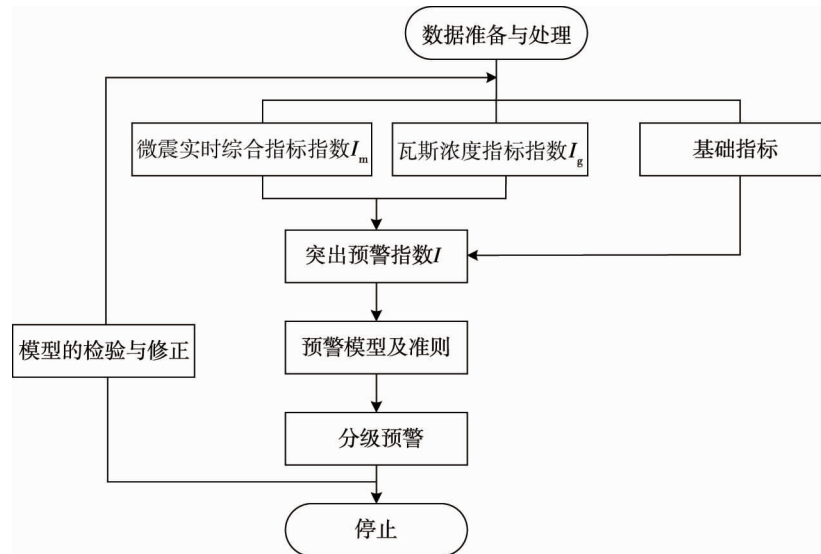 数据准备与处理
微震实时综合指标指数Im
瓦斯浓度指标指数Ig
基础指标
突出预警指数I
模型的检验与修正
预警模型及准则
分级预警
停止